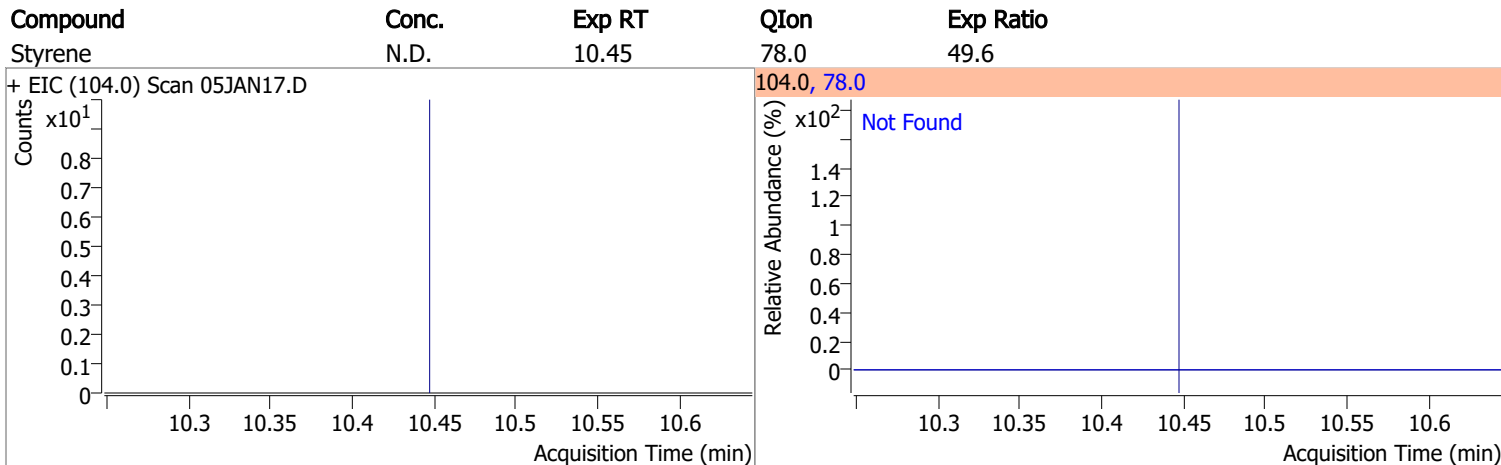 Compound Conc. Exp RT QIon Exp Ratio
Styrene N.D. 10.45 78.0 49.6
+ EIC (104.0) Scan 05JAN17.D
Counts
x10¹
0.8
0.7
0.6
0.5
0.4
0.3
0.2
0.1
0
10.3 10.35 10.4 10.45 10.5 10.55 10.6
Acquisition Time (min)
104.0, 78.0
Relative Abundance (%)
x10²
Not Found
1.4
1.2
1
0.8
0.6
0.4
0.2
0
10.3 10.35 10.4 10.45 10.5 10.55 10.6
Acquisition Time (min)